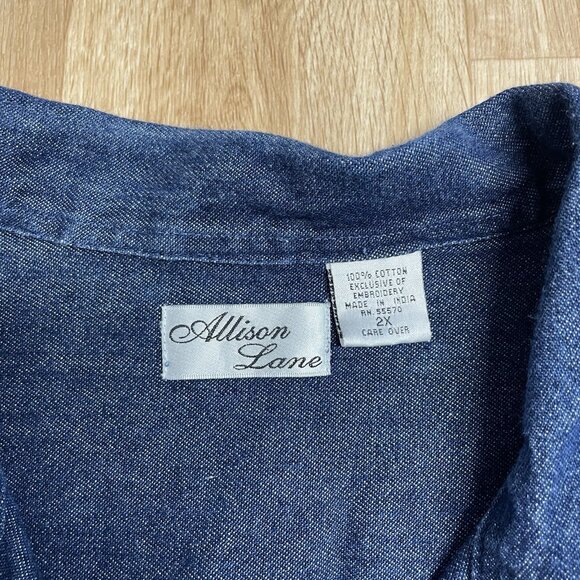 Allison
Lane
100% COTTON
EXCLUSIVE OF
EMBROIDERY
MADE IN INDIA
RN. 55570
2X
CARE OVER